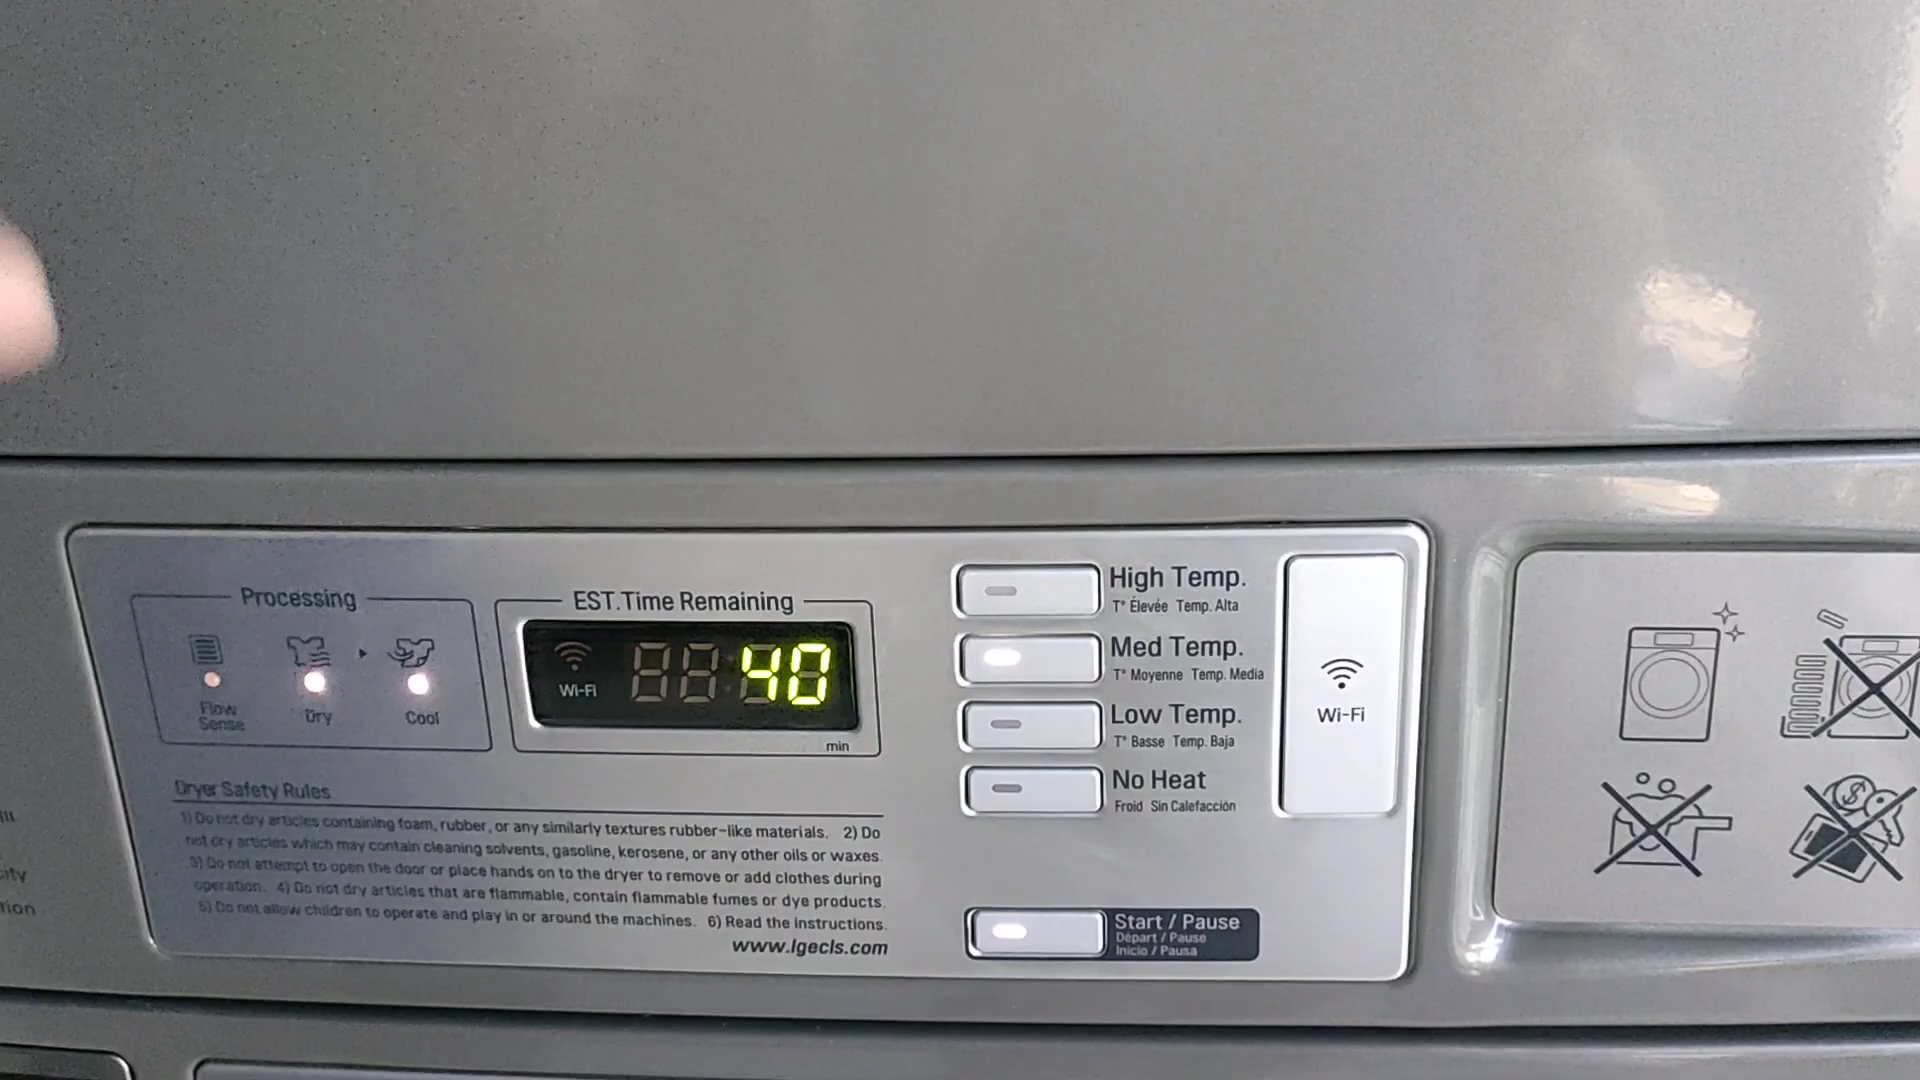 Processing
Flow
Sense
Dry
Cool
EST. Time Remaining
Wi-Fi
40
min
High Temp.
T° Élevée Temp. Alta
Med Temp.
T° Moyenne Temp. Media
Low Temp.
T° Basse Temp. Baja
No Heat
Froid Sin Calefacción
Wi-Fi
Start / Pause
Départ / Pause
Inicio / Pausa
Dryer Safety Rules
1) Do not dry articles containing foam, rubber, or any similarly textures rubber-like materials. 2) Do
not dry articles which may contain cleaning solvents, gasoline, kerosene, or any other oils or waxes.
3) Do not attempt to open the door or place hands on to the dryer to remove or add clothes during
operation. 4) Do not dry articles that are flammable, contain flammable fumes or dye products.
5) Do not allow children to operate and play in or around the machines. 6) Read the instructions.
www.lgecls.com
$